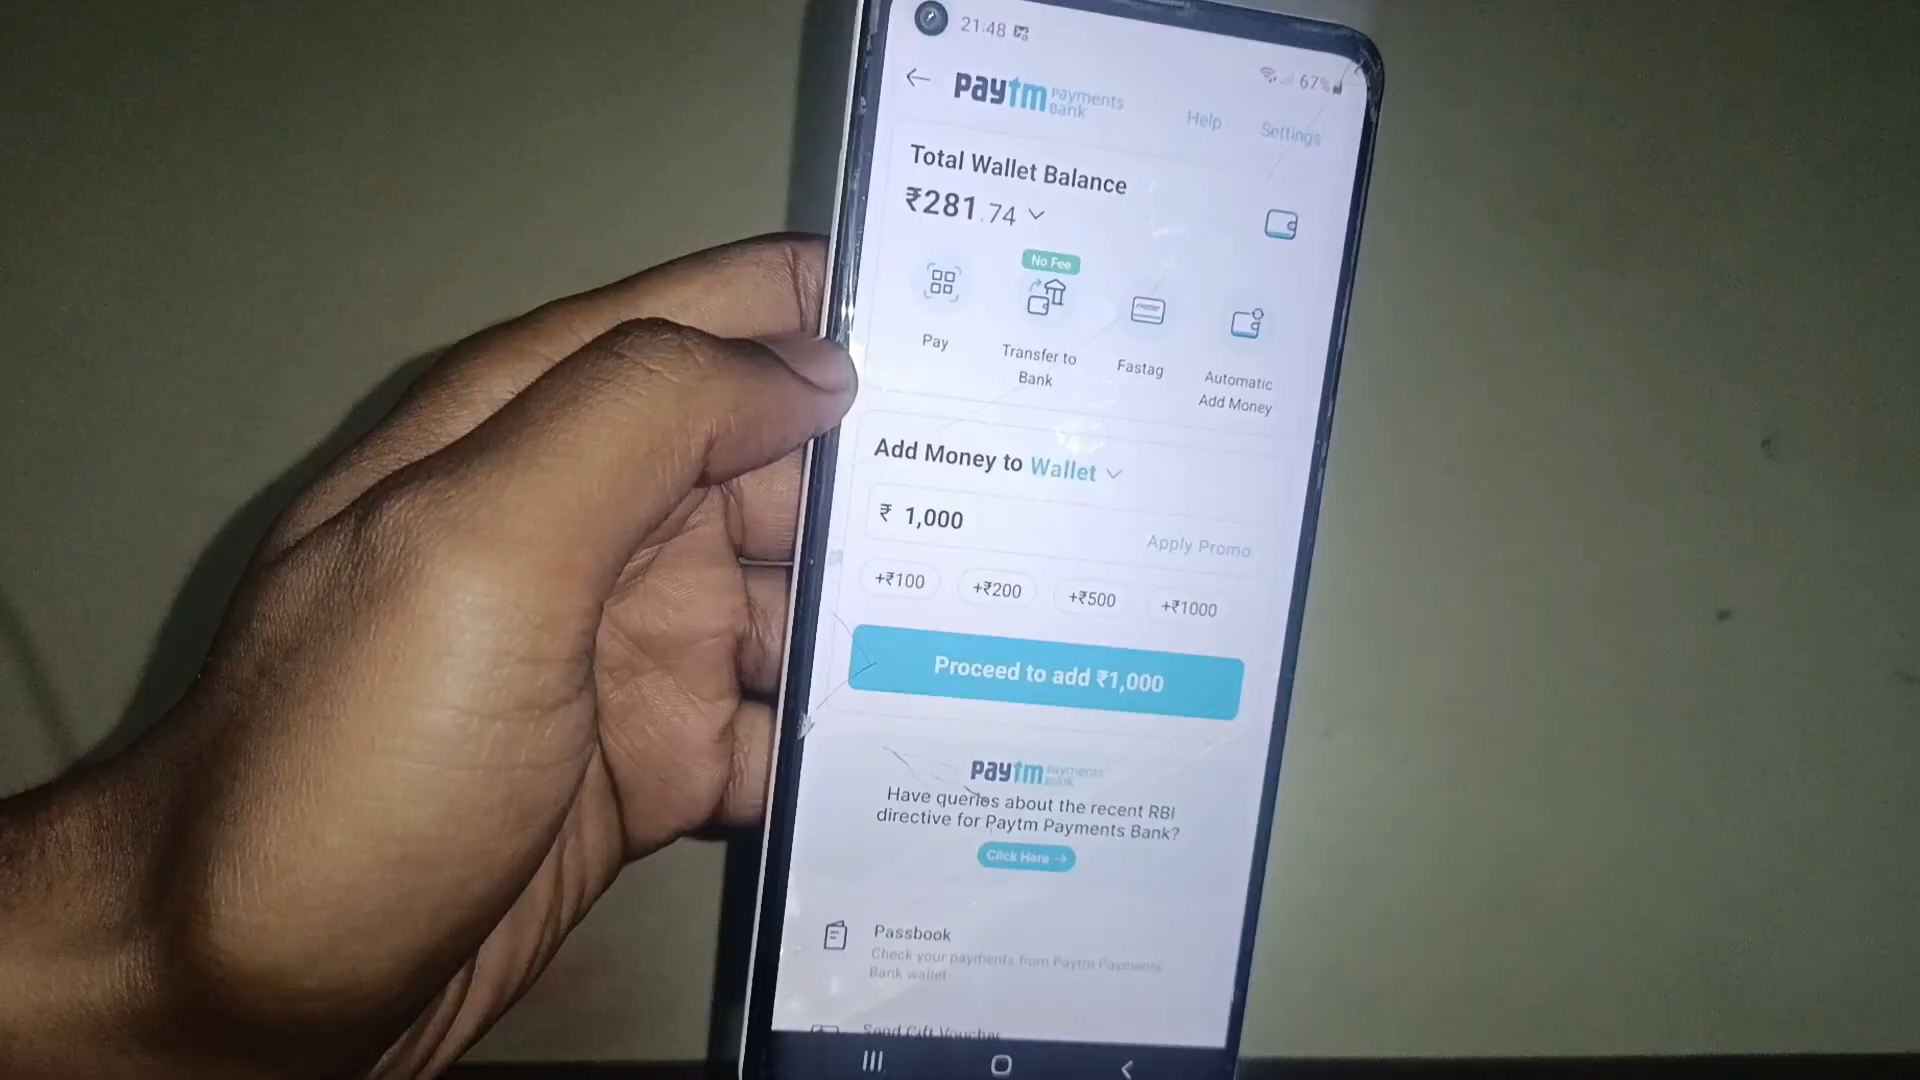 21.48
67%
paytm Payments Bank
Help
Settings
Total Wallet Balance
₹281.74
No Fee
Pay
Transfer to
Bank
Fastag
Automatic
Add Money
Add Money to Wallet
₹ 1,000
Apply Promo
+₹100
+₹200
+₹500
+₹1000
Proceed to add ₹1,000
paytm Payments Bank
Have queries about the recent RBI
directive for Paytm Payments Bank?
Click Here →
Passbook
Check your payments from Paytm Payments
Bank wallet
Send Gift Voucher